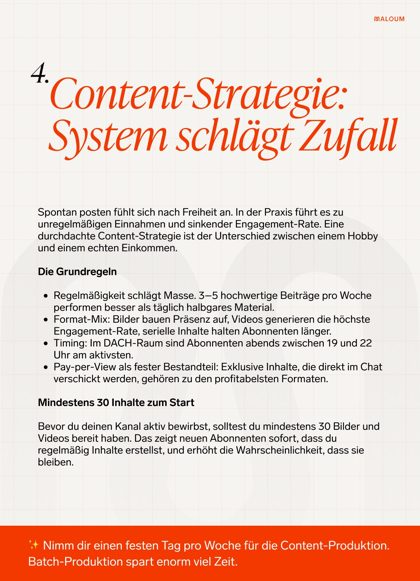 MALOUM
4.
Content-Strategie:
System schlägt Zufall
Spontan posten fühlt sich nach Freiheit an. In der Praxis führt es zu
unregelmäßigen Einnahmen und sinkender Engagement-Rate. Eine
durchdachte Content-Strategie ist der Unterschied zwischen einem Hobby
und einem echten Einkommen.
Die Grundregeln
• Regelmäßigkeit schlägt Masse. 3–5 hochwertige Beiträge pro Woche
performen besser als täglich halbgares Material.
• Format-Mix: Bilder bauen Präsenz auf, Videos generieren die höchste
Engagement-Rate, serielle Inhalte halten Abonnenten länger.
• Timing: Im DACH-Raum sind Abonnenten abends zwischen 19 und 22
Uhr am aktivsten.
• Pay-per-View als fester Bestandteil: Exklusive Inhalte, die direkt im Chat
verschickt werden, gehören zu den profitabelsten Formaten.
Mindestens 30 Inhalte zum Start
Bevor du deinen Kanal aktiv bewirbst, solltest du mindestens 30 Bilder und
Videos bereit haben. Das zeigt neuen Abonnenten sofort, dass du
regelmäßig Inhalte erstellst, und erhöht die Wahrscheinlichkeit, dass sie
bleiben.
✨ Nimm dir einen festen Tag pro Woche für die Content-Produktion.
Batch-Produktion spart enorm viel Zeit.